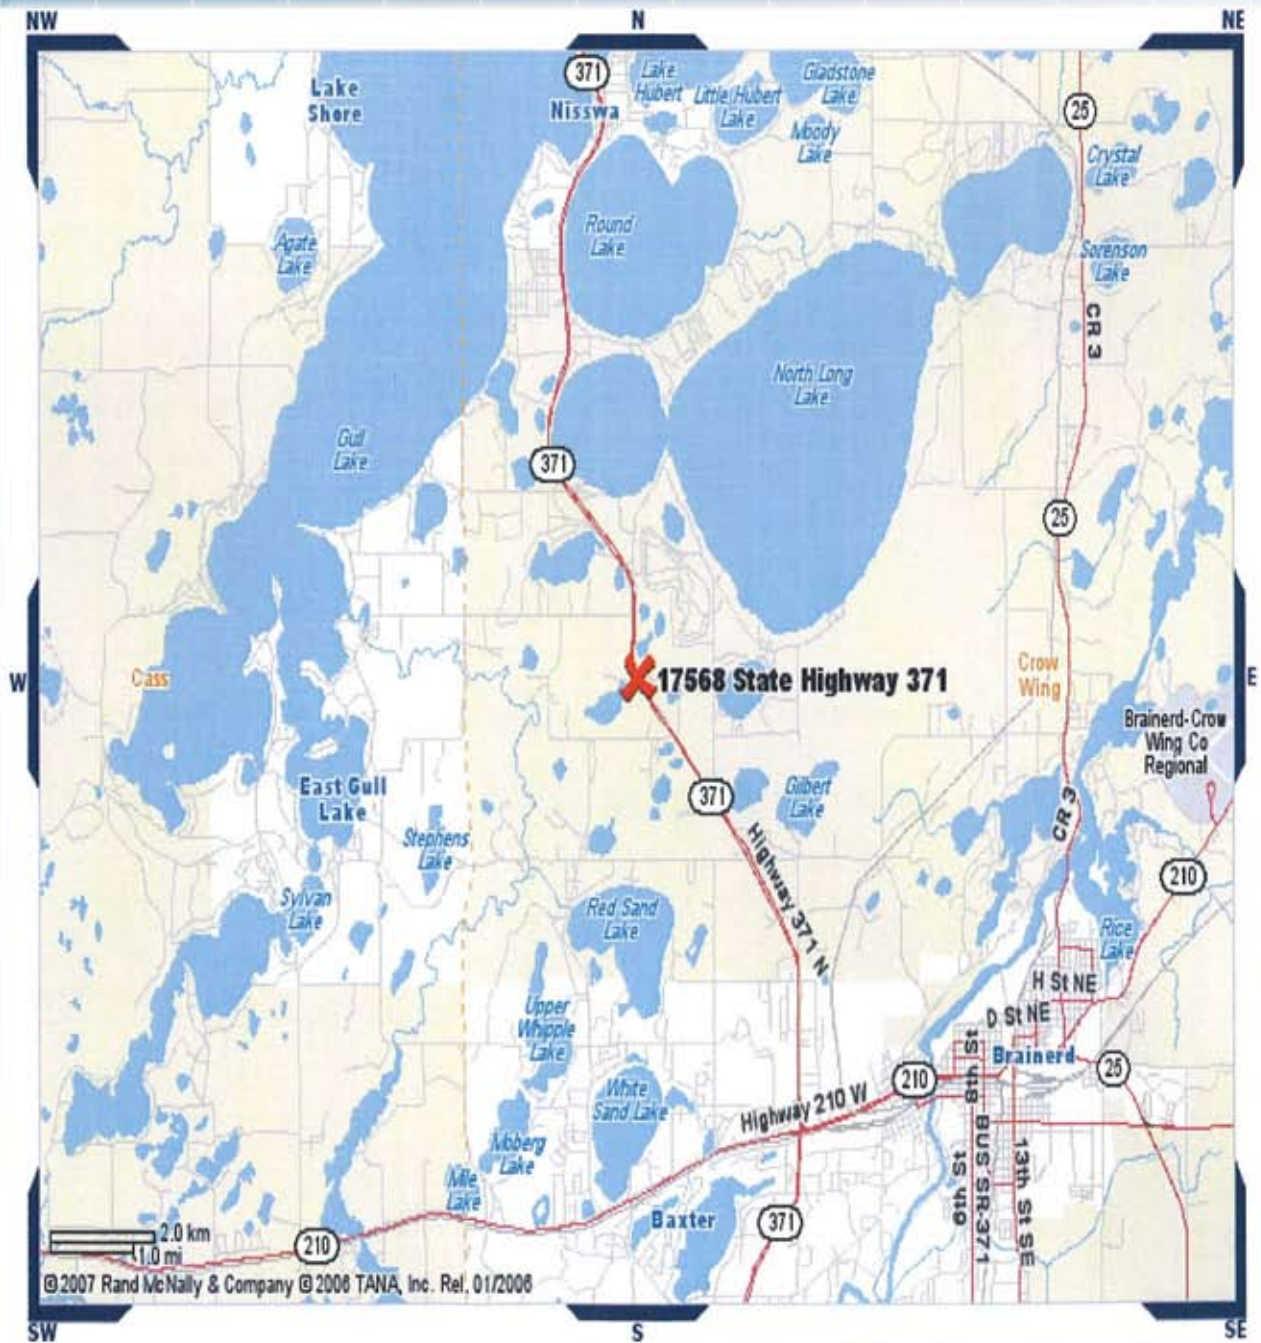 NW
N
NE
371
Lake
Shore
Nisswa
Lake
Hubert
Little Hubert
Lake
Gladstone
Lake
Moody
Lake
25
Crystal
Lake
Agate
Lake
Round
Lake
Sorenson
Lake
CR 3
North Long
Lake
Gull
Lake
371
25
W
Cass
17568 State Highway 371
Crow
Wing
E
Brainerd-Crow
Wing Co
Regional
East Gull
Lake
371
Gilbert
Lake
CR 3
Stephens
Lake
Highway 371 N
210
Sylvan
Lake
Red Sand
Lake
Rice
Lake
H St NE
Upper
Whipple
Lake
D St NE
8th St
Brainerd
210
25
White
Sand Lake
Highway 210 W
Moberg
Lake
Mile
Lake
Baxter
371
6th St
BUS SR-371
13th St SE
2.0 km
1.0 mi
210
©2007 Rand McNally & Company ©2006 TANA, Inc. Rel. 01/2006
SW
S
SE